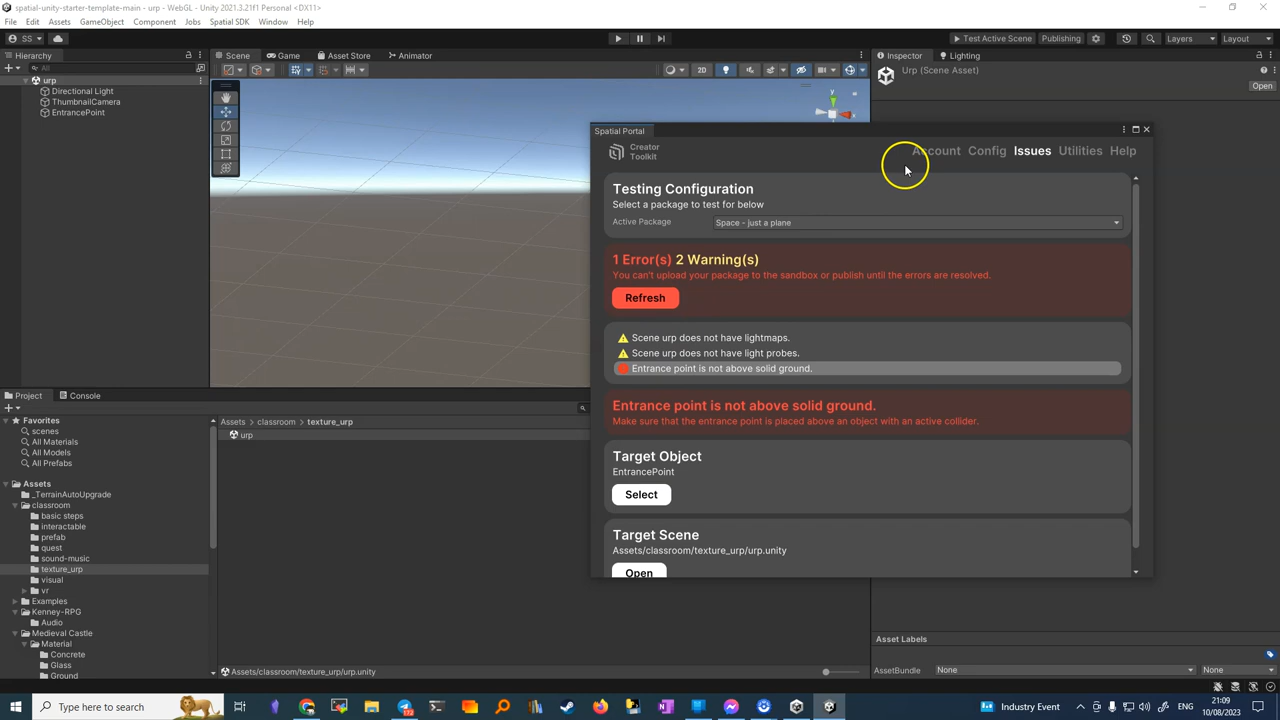 spatial-unity-starter-template-main - urp - WebGL - Unity 2021.3.21f1 Personal <DX11>
File Edit Assets GameObject Component Jobs Spatial SDK Window Help
SS Test Active Scene Publishing Layers Layout
Hierarchy Scene Game Asset Store Animator Inspector Lighting
All 2D
Urp (Scene Asset)
Open
urp
Directional Light
ThumbnailCamera
EntrancePoint
y
x
Spatial Portal
Creator
Toolkit
Account Config Issues Utilities Help
Testing Configuration
Select a package to test for below
Active Package Space - just a plane
1 Error(s) 2 Warning(s)
You can't upload your package to the sandbox or publish until the errors are resolved.
Refresh
Scene urp does not have lightmaps.
Scene urp does not have light probes.
Entrance point is not above solid ground.
Entrance point is not above solid ground.
Make sure that the entrance point is placed above an object with an active collider.
Target Object
EntrancePoint
Select
Target Scene
Assets/classroom/texture_urp/urp.unity
Open
Project Console
Favorites
scenes
All Materials
All Models
All Prefabs
Assets
_TerrainAutoUpgrade
classroom
basic steps
interactable
prefab
quest
sound-music
texture_urp
visual
vr
Examples
Kenney-RPG
Audio
Medieval Castle
Material
Concrete
Glass
Ground
Assets > classroom > texture_urp
urp
Assets/classroom/texture_urp/urp.unity
Asset Labels
AssetBundle None None
Type here to search
Industry Event
21:09
10/08/2023